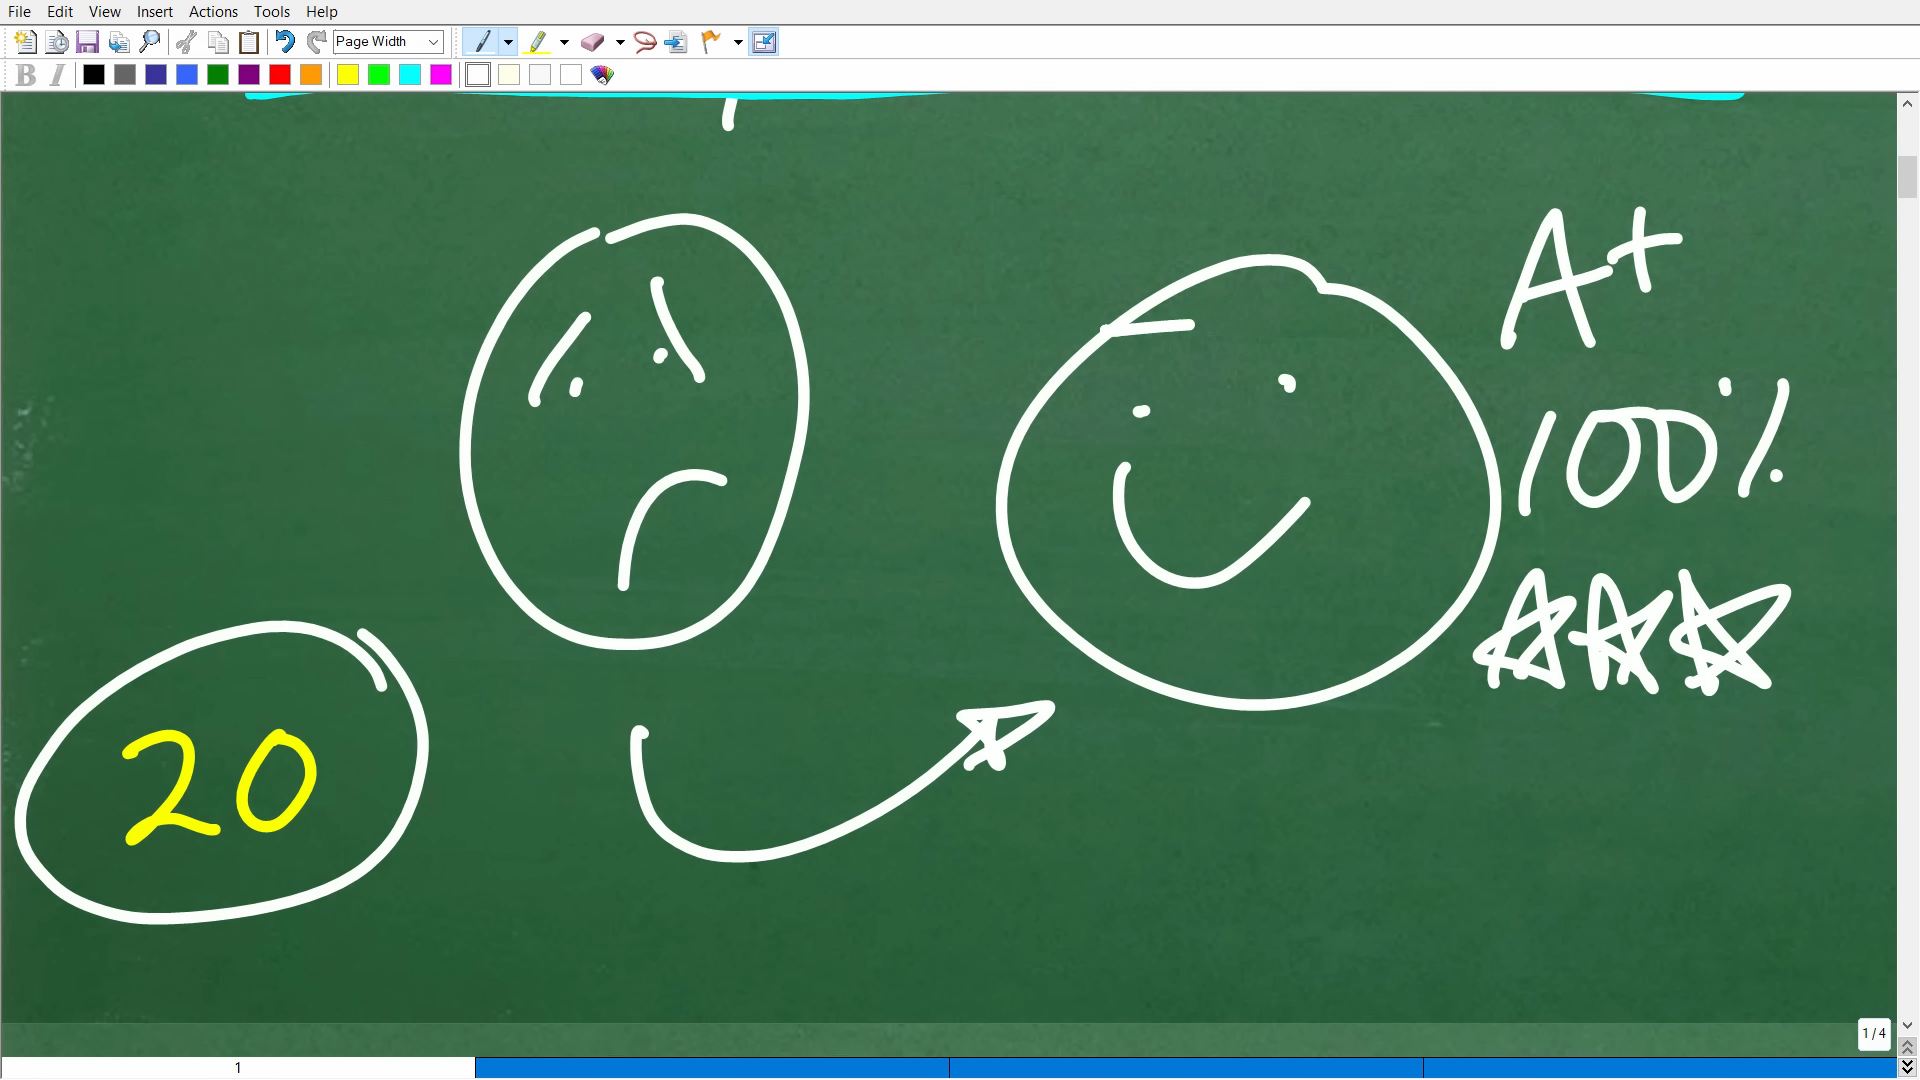 File Edit View Insert Actions Tools Help
Page Width
B I
A+
100%
20
1/4
1